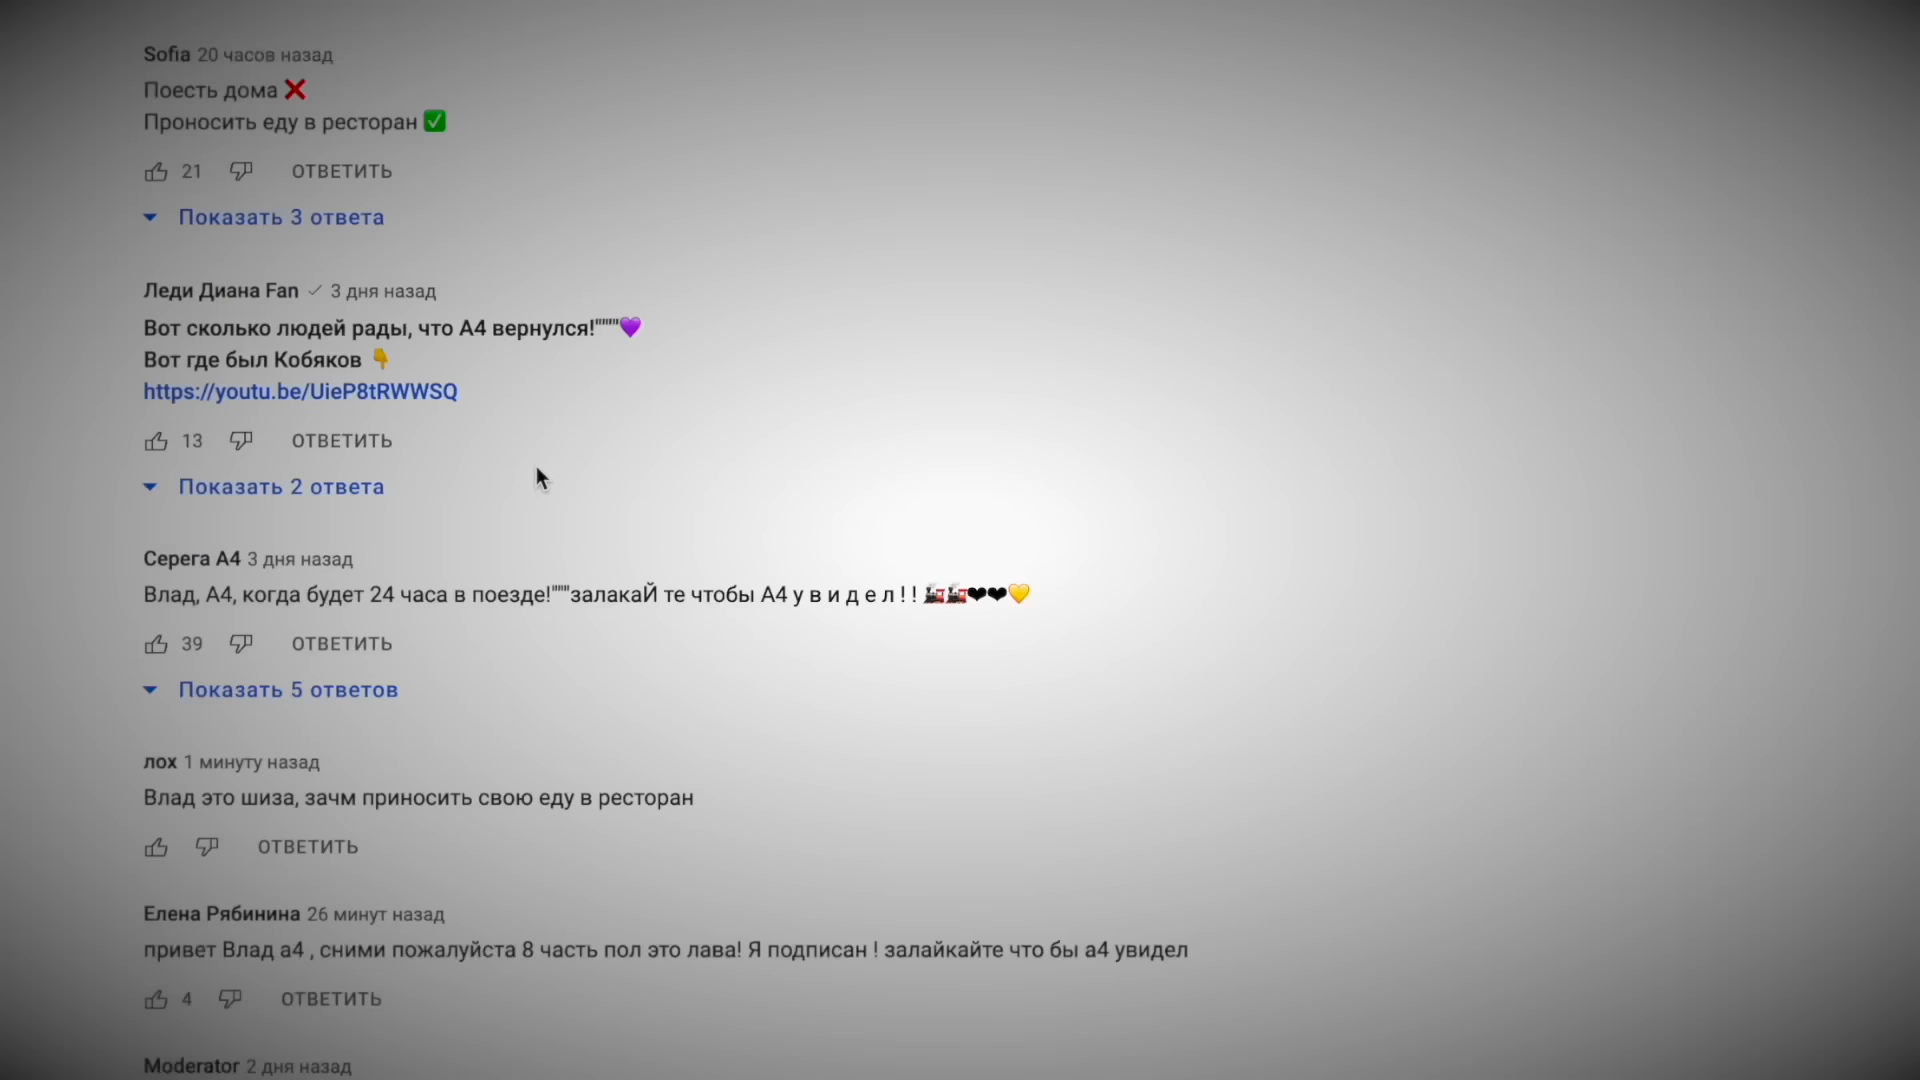 Sofia 20 часов назад
Поесть дома ❌
Проносить еду в ресторан ✅
21 ОТВЕТИТЬ
Показать 3 ответа
Леди Диана Fan ✓ 3 дня назад
Вот сколько людей рады, что А4 вернулся!""""💜
Вот где был Кобяков 👇
https://youtu.be/UieP8tRWWSQ
13 ОТВЕТИТЬ
Показать 2 ответа
Серега А4 3 дня назад
Влад, А4, когда будет 24 часа в поезде!"""залакаЙ те чтобы А4 у в и д е л ! ! 🚂🚂❤❤💛
39 ОТВЕТИТЬ
Показать 5 ответов
лох 1 минуту назад
Влад это шиза, зачм приносить свою еду в ресторан
ОТВЕТИТЬ
Елена Рябинина 26 минут назад
привет Влад а4 , сними пожалуйста 8 часть пол это лава! Я подписан ! залайкайте что бы а4 увидел
4 ОТВЕТИТЬ
Moderator 2 дня назад